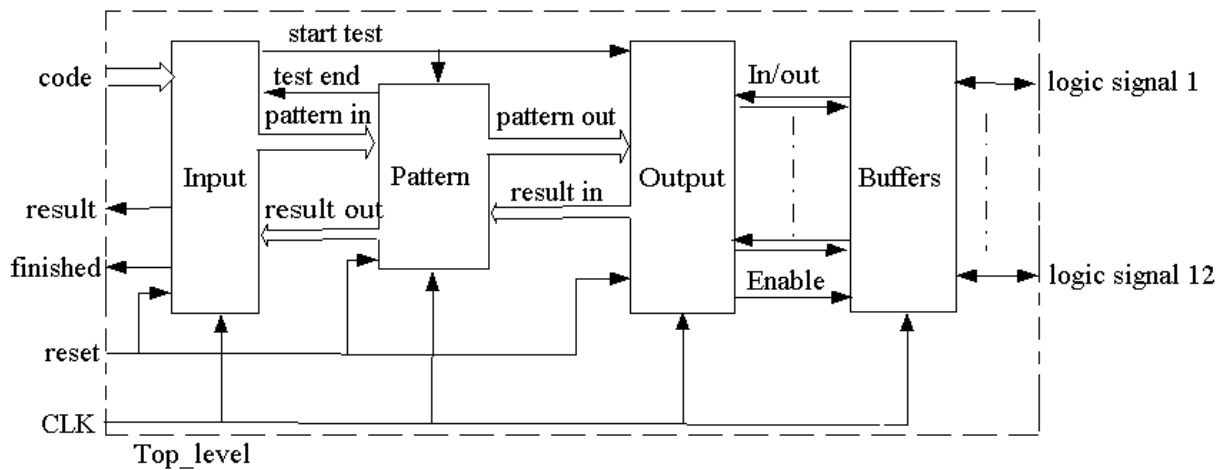 start test
code
test end
In/out
logic signal 1
pattern in
pattern out
Input
Pattern
Output
Buffers
result in
result
result out
finished
Enable
logic signal 12
reset
CLK
Top_level